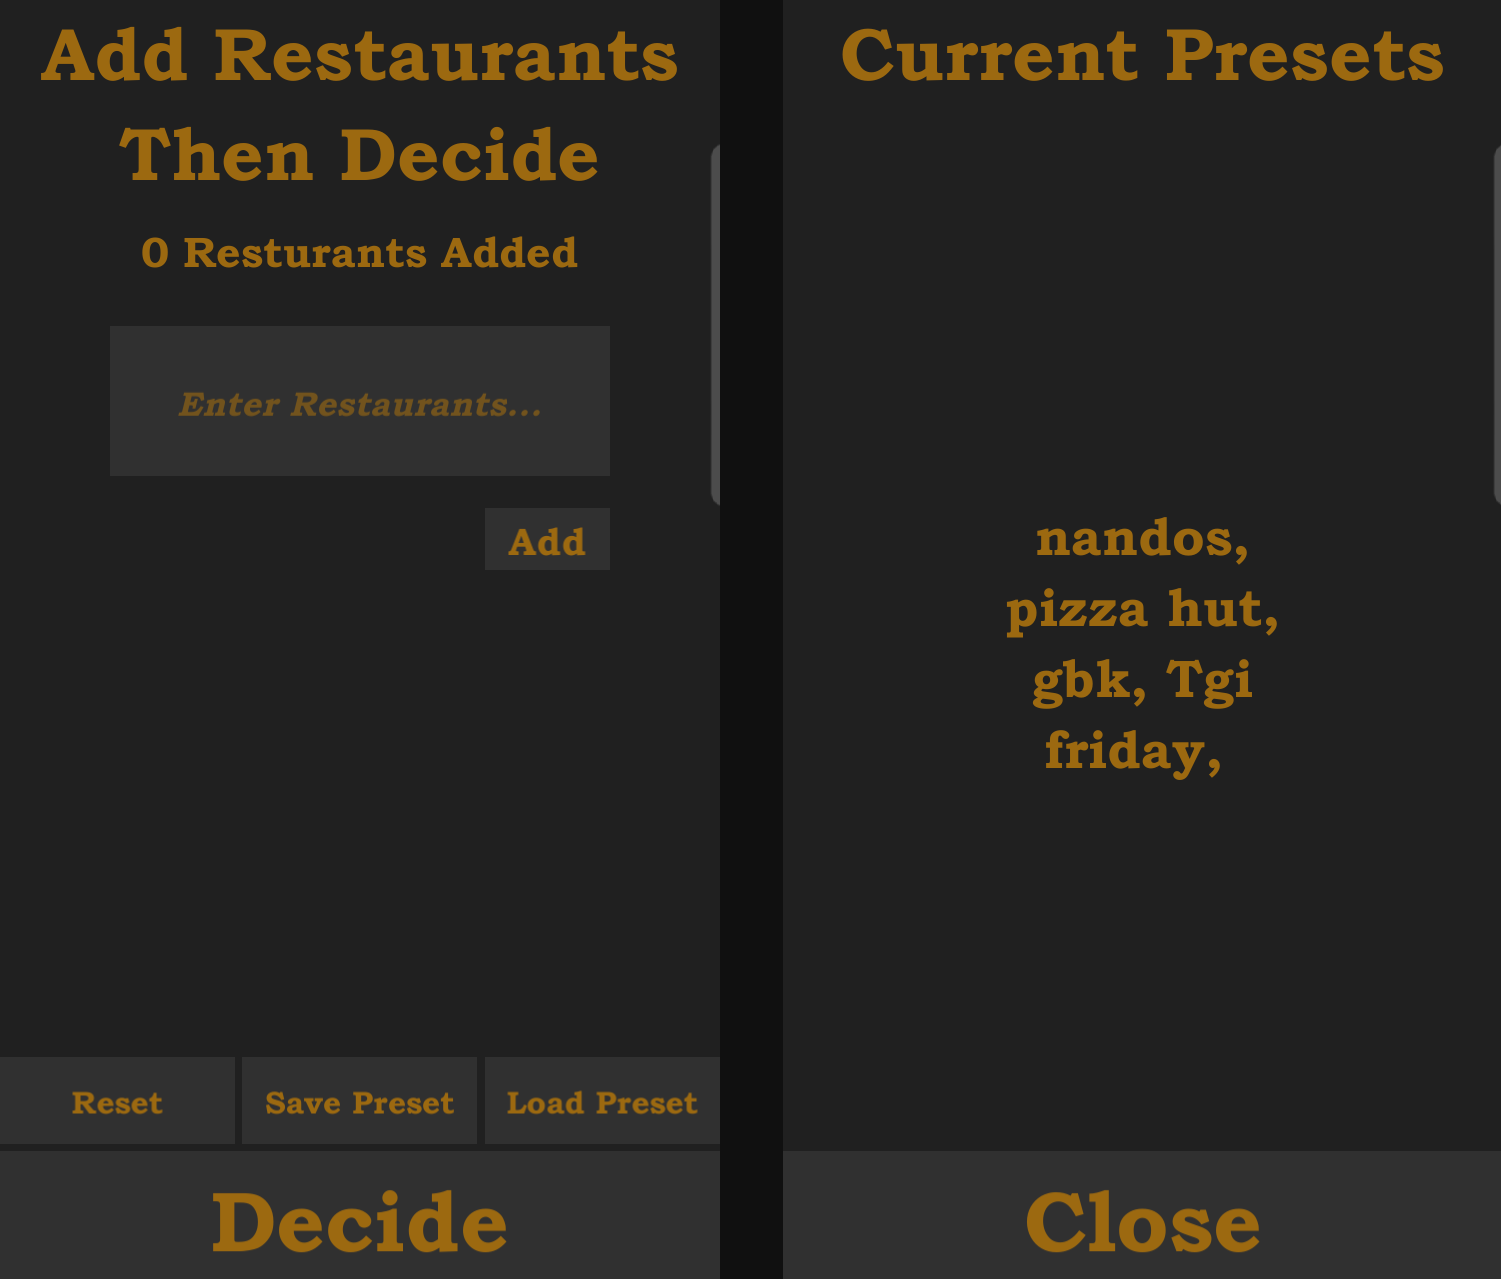 Add Restaurants
Then Decide
0 Resturants Added
Enter Restaurants...
Add
Reset
Save Preset
Load Preset
Decide
Current Presets
nandos,
pizza hut,
gbk, Tgi
friday,
Close